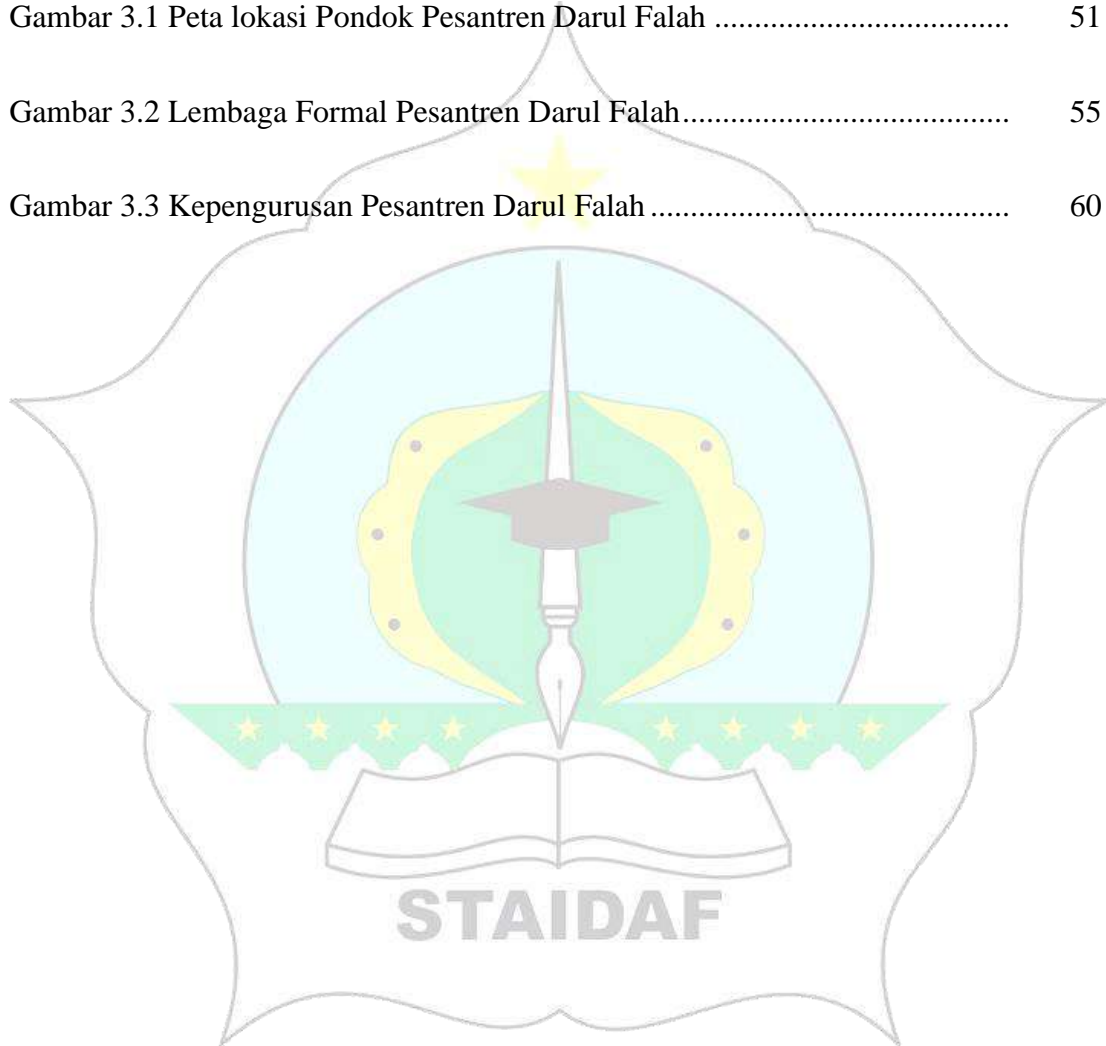 Gambar 3.1 Peta lokasi Pondok Pesantren Darul Falah ..................................... 51
Gambar 3.2 Lembaga Formal Pesantren Darul Falah......................................... 55
Gambar 3.3 Kepengurusan Pesantren Darul Falah ............................................. 60
STAIDAF